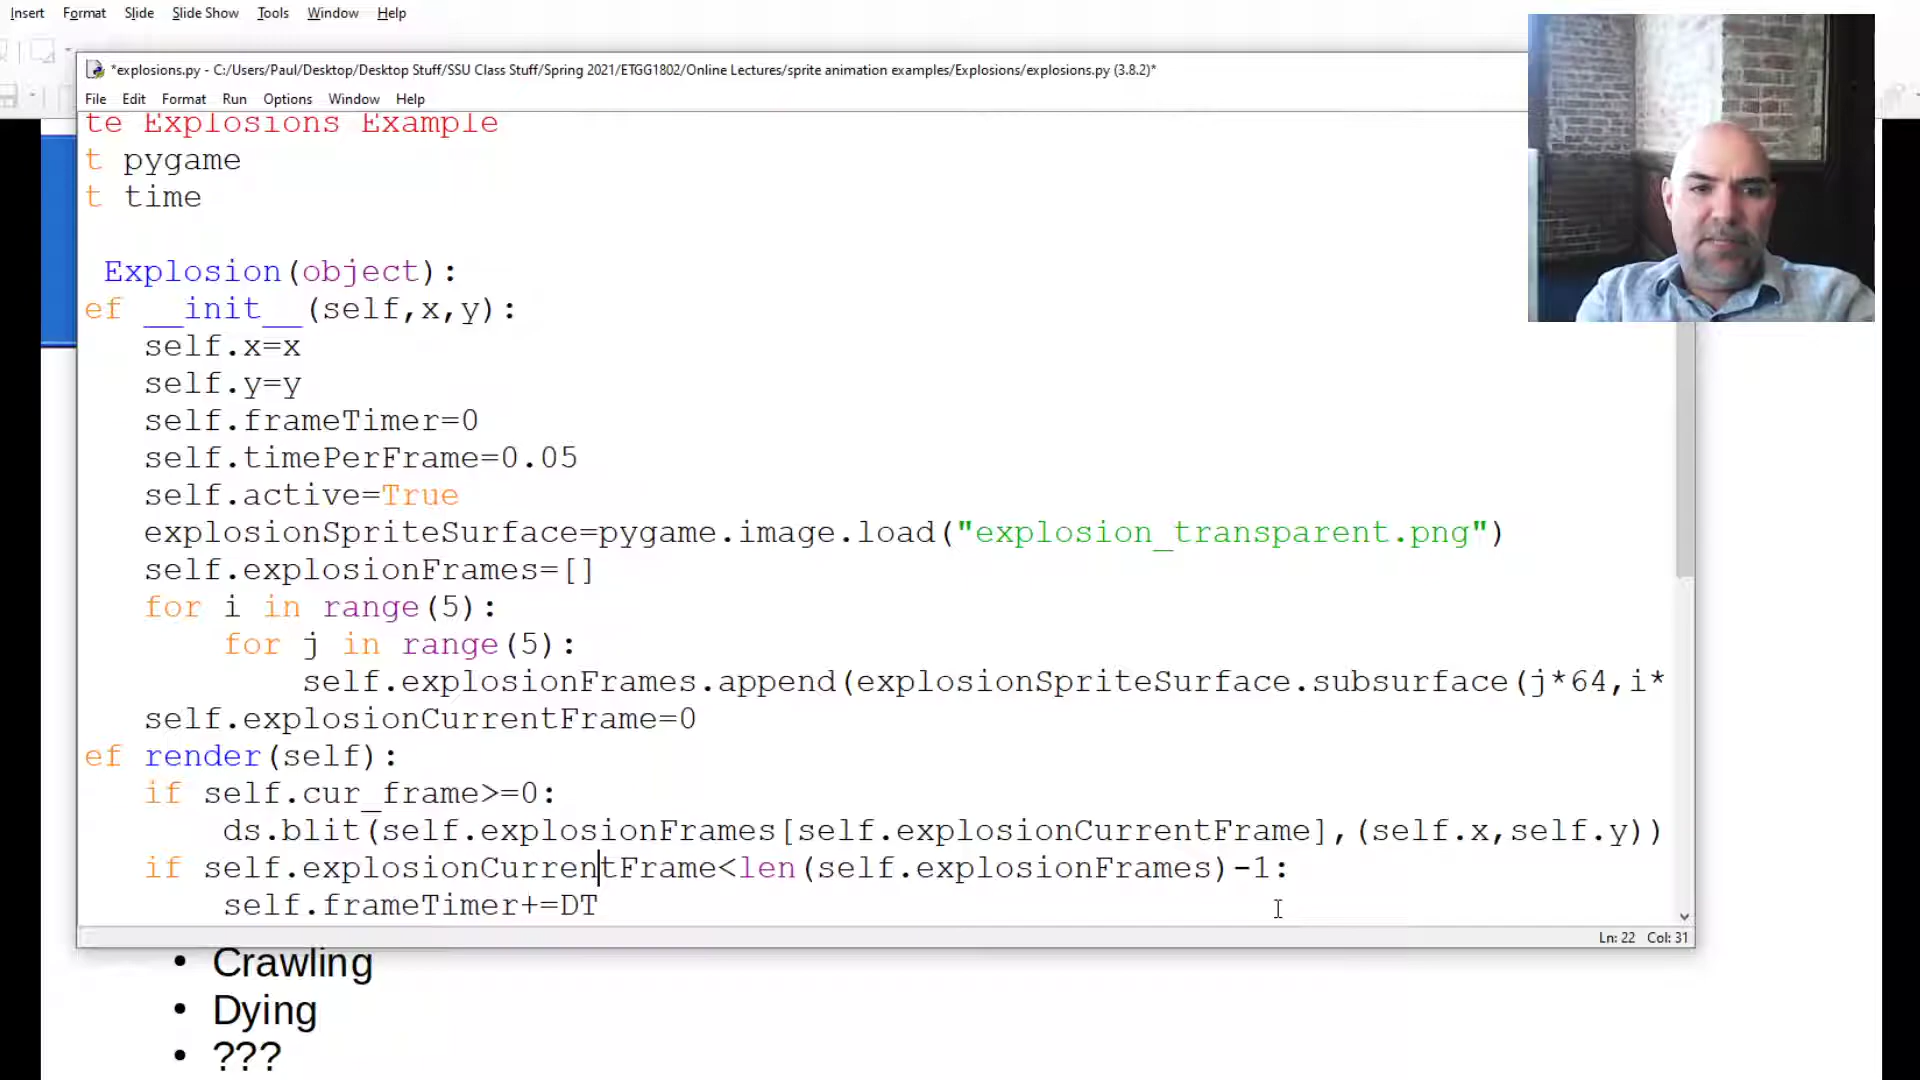 Insert Format Slide Slide Show Tools Window Help
*explosions.py - C:/Users/Paul/Desktop/Desktop Stuff/SSU Class Stuff/Spring 2021/ETGG1802/Online Lectures/sprite animation examples/Explosions/explosions.py (3.8.2)*
File Edit Format Run Options Window Help
te Explosions Example
t pygame
t time
Explosion(object):
ef __init__(self,x,y):
self.x=x
self.y=y
self.frameTimer=0
self.timePerFrame=0.05
self.active=True
explosionSpriteSurface=pygame.image.load("explosion_transparent.png")
self.explosionFrames=[]
for i in range(5):
for j in range(5):
self.explosionFrames.append(explosionSpriteSurface.subsurface(j*64,i*
self.explosionCurrentFrame=0
ef render(self):
if self.cur_frame>=0:
ds.blit(self.explosionFrames[self.explosionCurrentFrame],(self.x,self.y))
if self.explosionCurrentFrame<len(self.explosionFrames)-1:
self.frameTimer+=DT
Ln: 22 Col: 31
• Crawling
• Dying
• ???